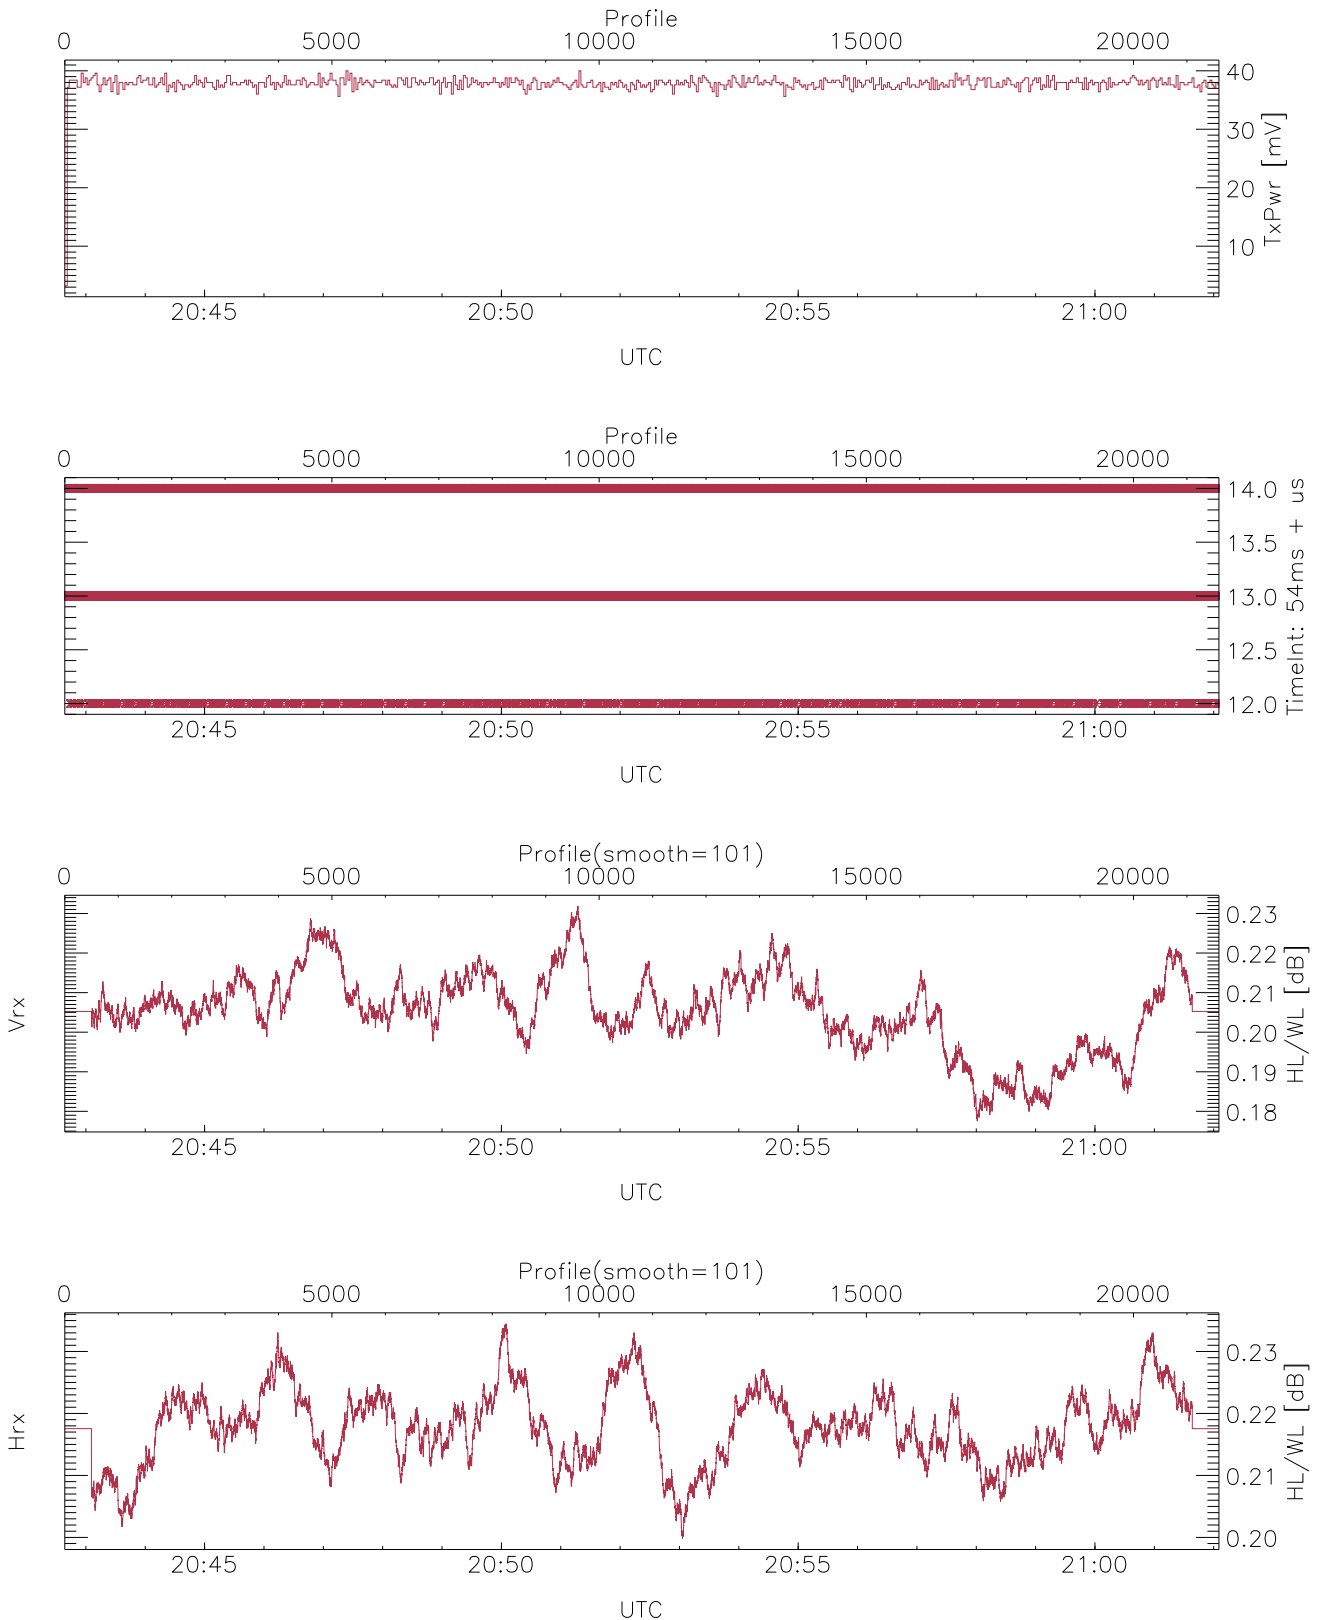 Profile
0 5000 10000 15000 20000
40
30
20
10
TxPwr [mV]
20:45 20:50 20:55 21:00
UTC
Profile
0 5000 10000 15000 20000
14.0
13.5
13.0
12.5
12.0
TimeInt: 54ms + us
20:45 20:50 20:55 21:00
UTC
Profile(smooth=101)
0 5000 10000 15000 20000
Vrx
0.23
0.22
0.21
0.20
0.19
0.18
HL/WL [dB]
20:45 20:50 20:55 21:00
UTC
Profile(smooth=101)
0 5000 10000 15000 20000
Hrx
0.23
0.22
0.21
0.20
HL/WL [dB]
20:45 20:50 20:55 21:00
UTC